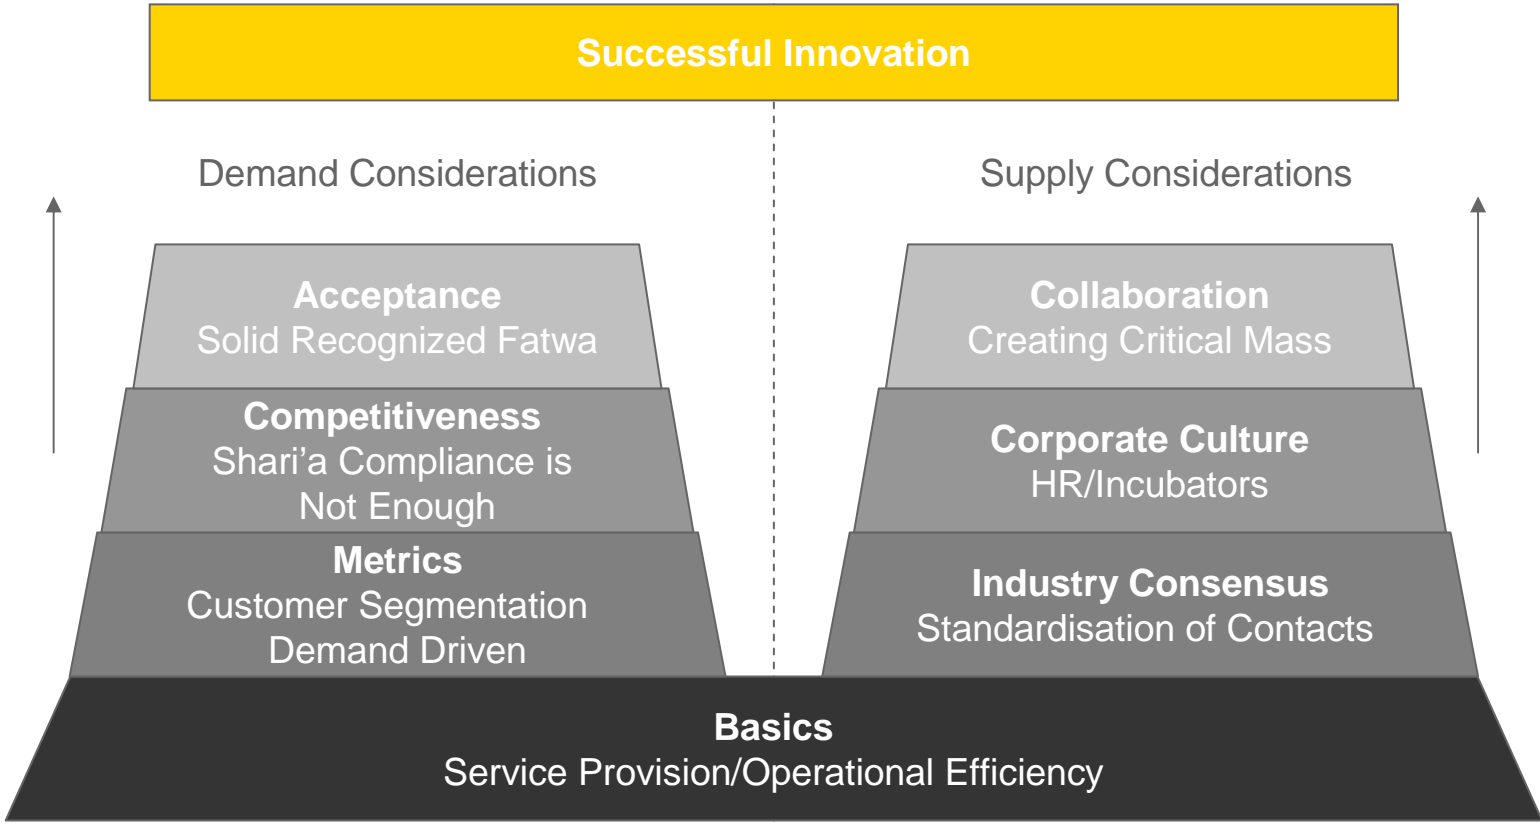 Successful Innovation
Demand Considerations
Acceptance
Solid Recognized Fatwa
Competitiveness
Shari’a Compliance is
Not Enough
Metrics
Customer Segmentation
Demand Driven
Supply Considerations
Collaboration
Creating Critical Mass
Corporate Culture
HR/Incubators
Industry Consensus
Standardisation of Contacts
Basics
Service Provision/Operational Efficiency